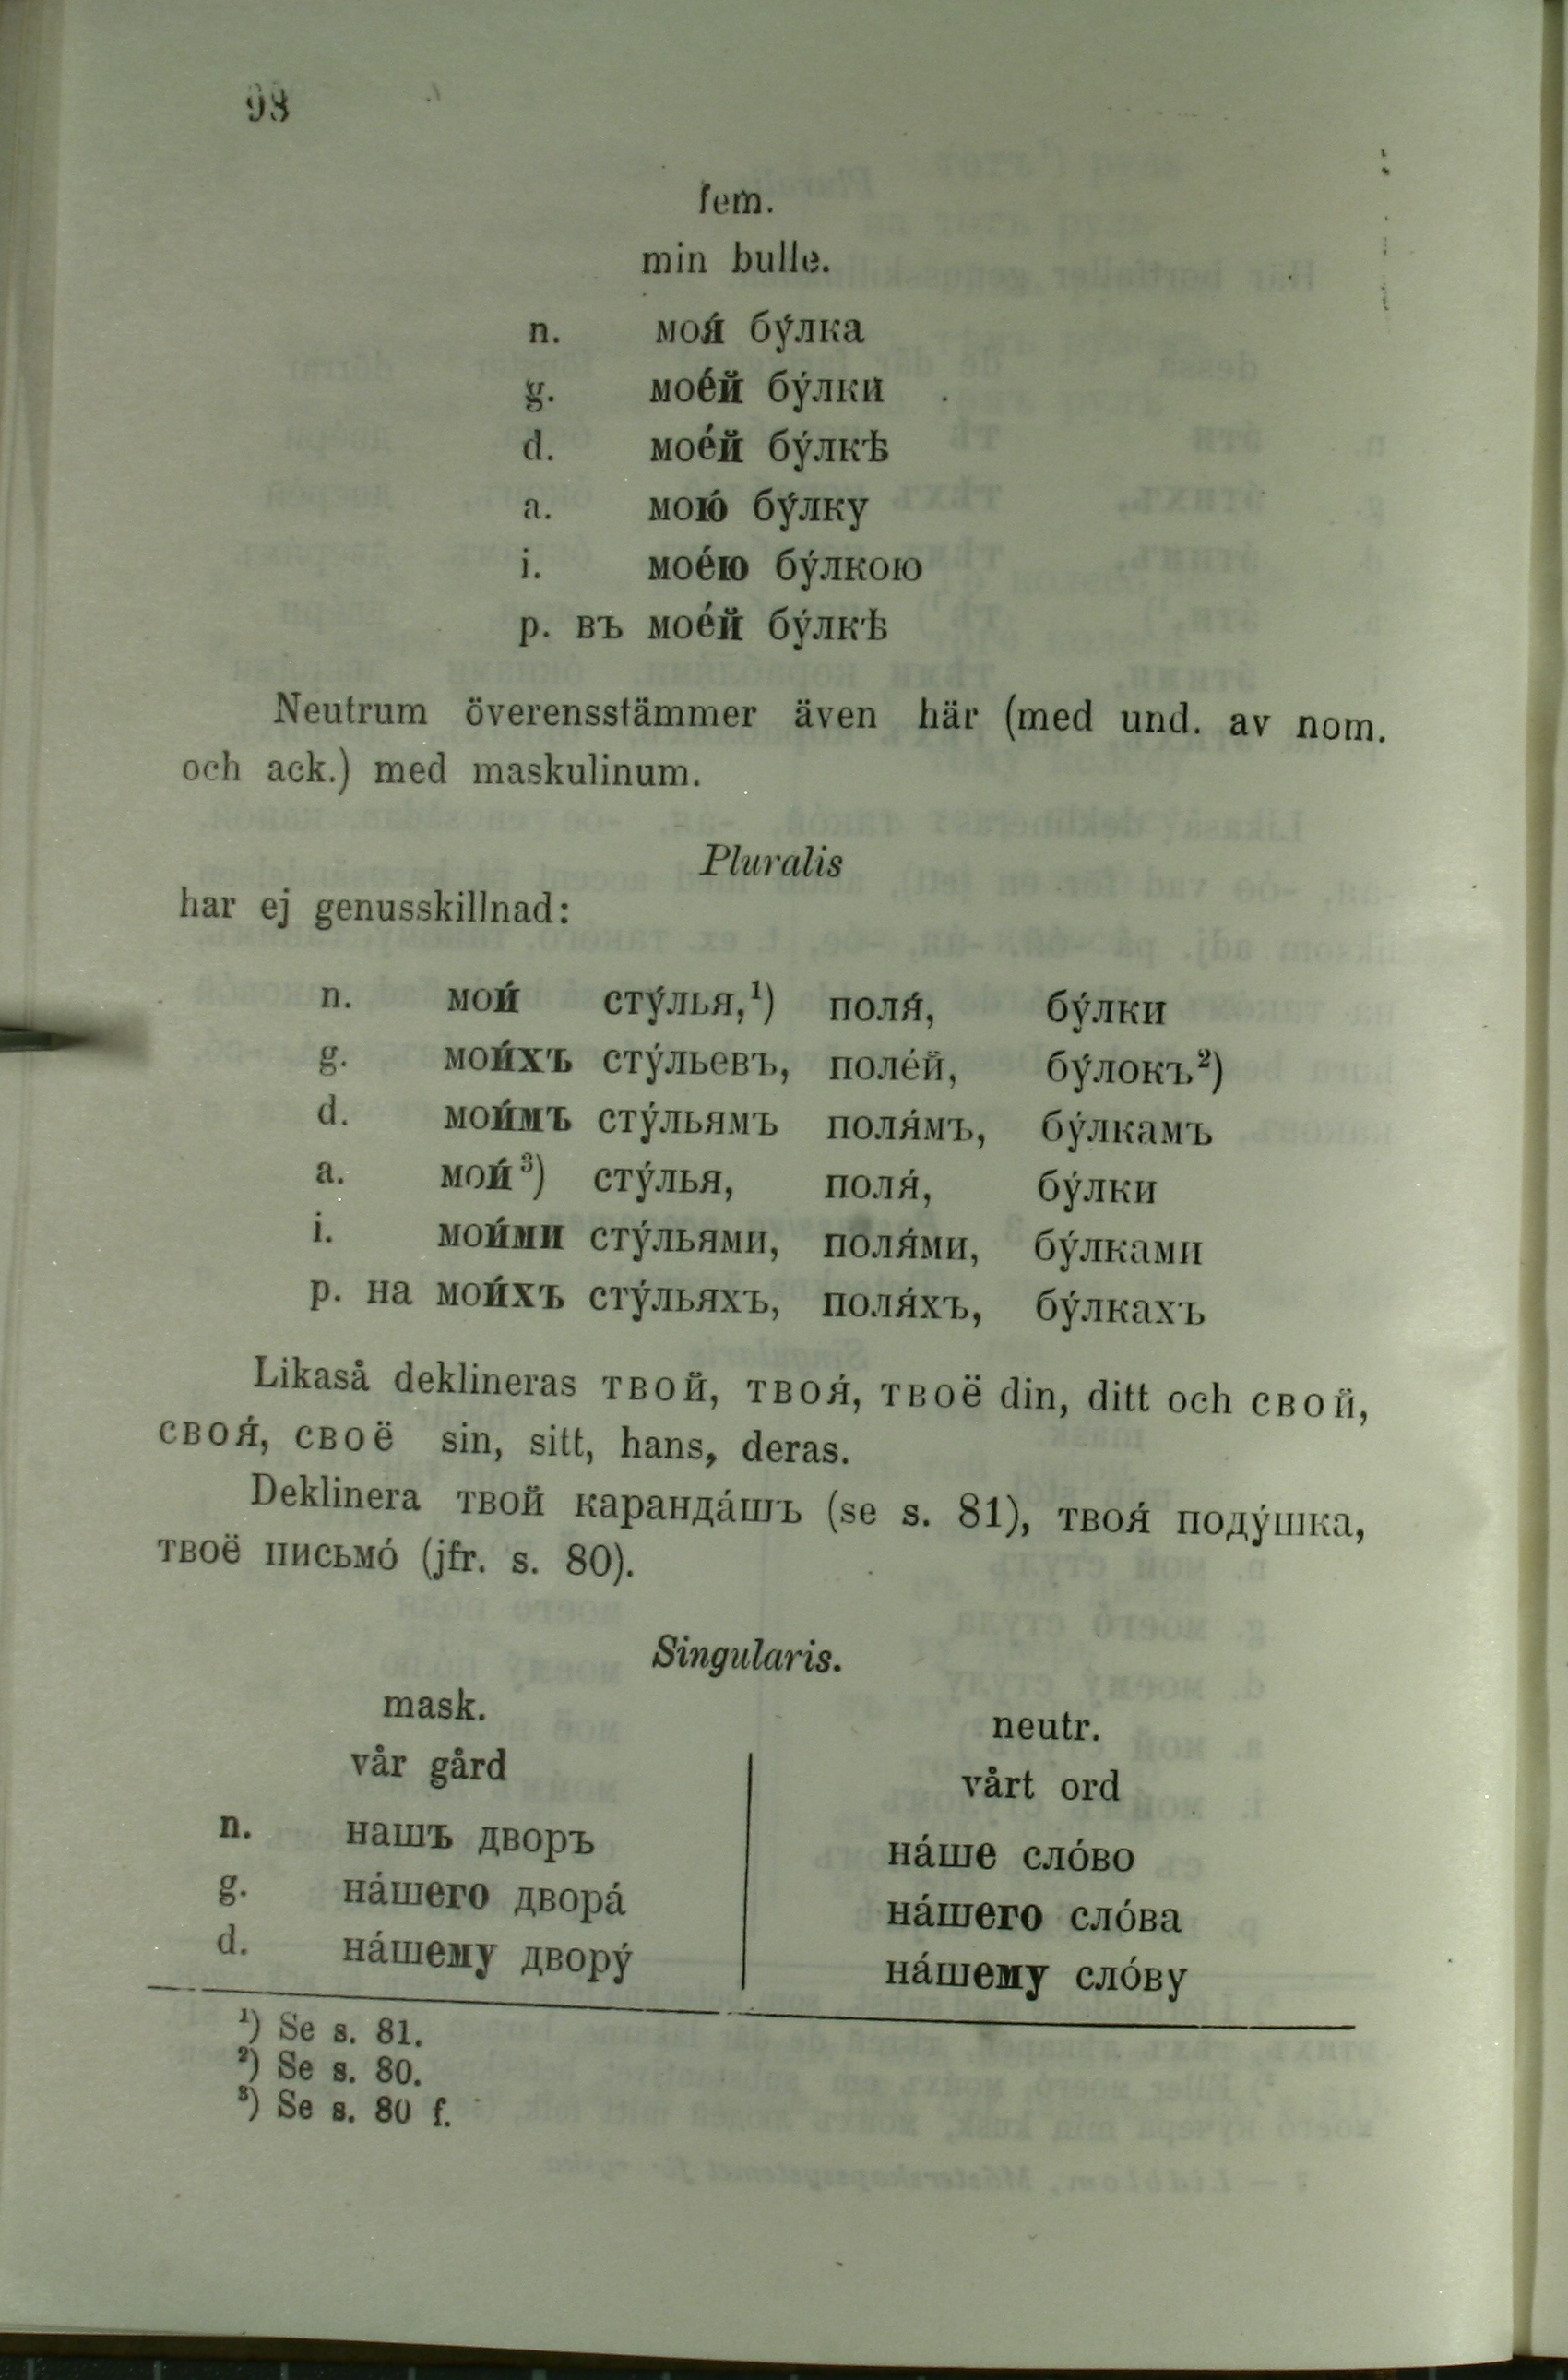 98
fem.
min bulle.
n. моя́ бу́лка
g. мое́й бу́лки
d. мое́й бу́лкѣ
a. мою́ бу́лку
i. мое́ю бу́лкою
p. въ мое́й бу́лкѣ
Neutrum överensstämmer även här (med und. av nom.
och ack.) med maskulinum.
Pluralis
har ej genusskillnad:
n. мои́ сту́лья,¹) поля́, бу́лки
g. мои́хъ сту́льевъ, поле́й, бу́локъ²)
d. мои́мъ сту́льямъ поля́мъ, бу́лкамъ
a. мои́³) сту́лья, поля́, бу́лки
i. мои́ми сту́льями, поля́ми, бу́лками
p. на мои́хъ сту́льяхъ, поля́хъ, бу́лкахъ
Likaså deklineras твой, твоя́, твоё din, ditt och свой,
своя́, своё sin, sitt, hans, deras.
Deklinera твой каранда́шъ (se s. 81), твоя́ поду́шка,
твоё письмо́ (jfr. s. 80).
Singularis.
mask. neutr.
vår gård vårt ord
n. нашъ дворъ на́ше сло́во
g. на́шего двора́ на́шего сло́ва
d. на́шему двору́ на́шему сло́ву
¹) Se s. 81.
²) Se s. 80.
³) Se s. 80 f.